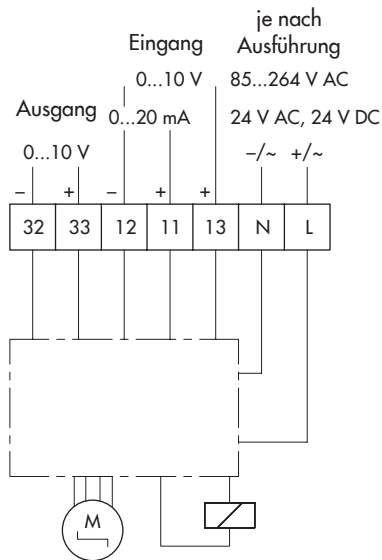 je nach
Eingang Ausführung
0...10 V 85...264 V AC
Ausgang 0...20 mA 24 V AC, 24 V DC
0...10 V –/~ +/~
– + – + +
32 33 12 11 13 N L
M